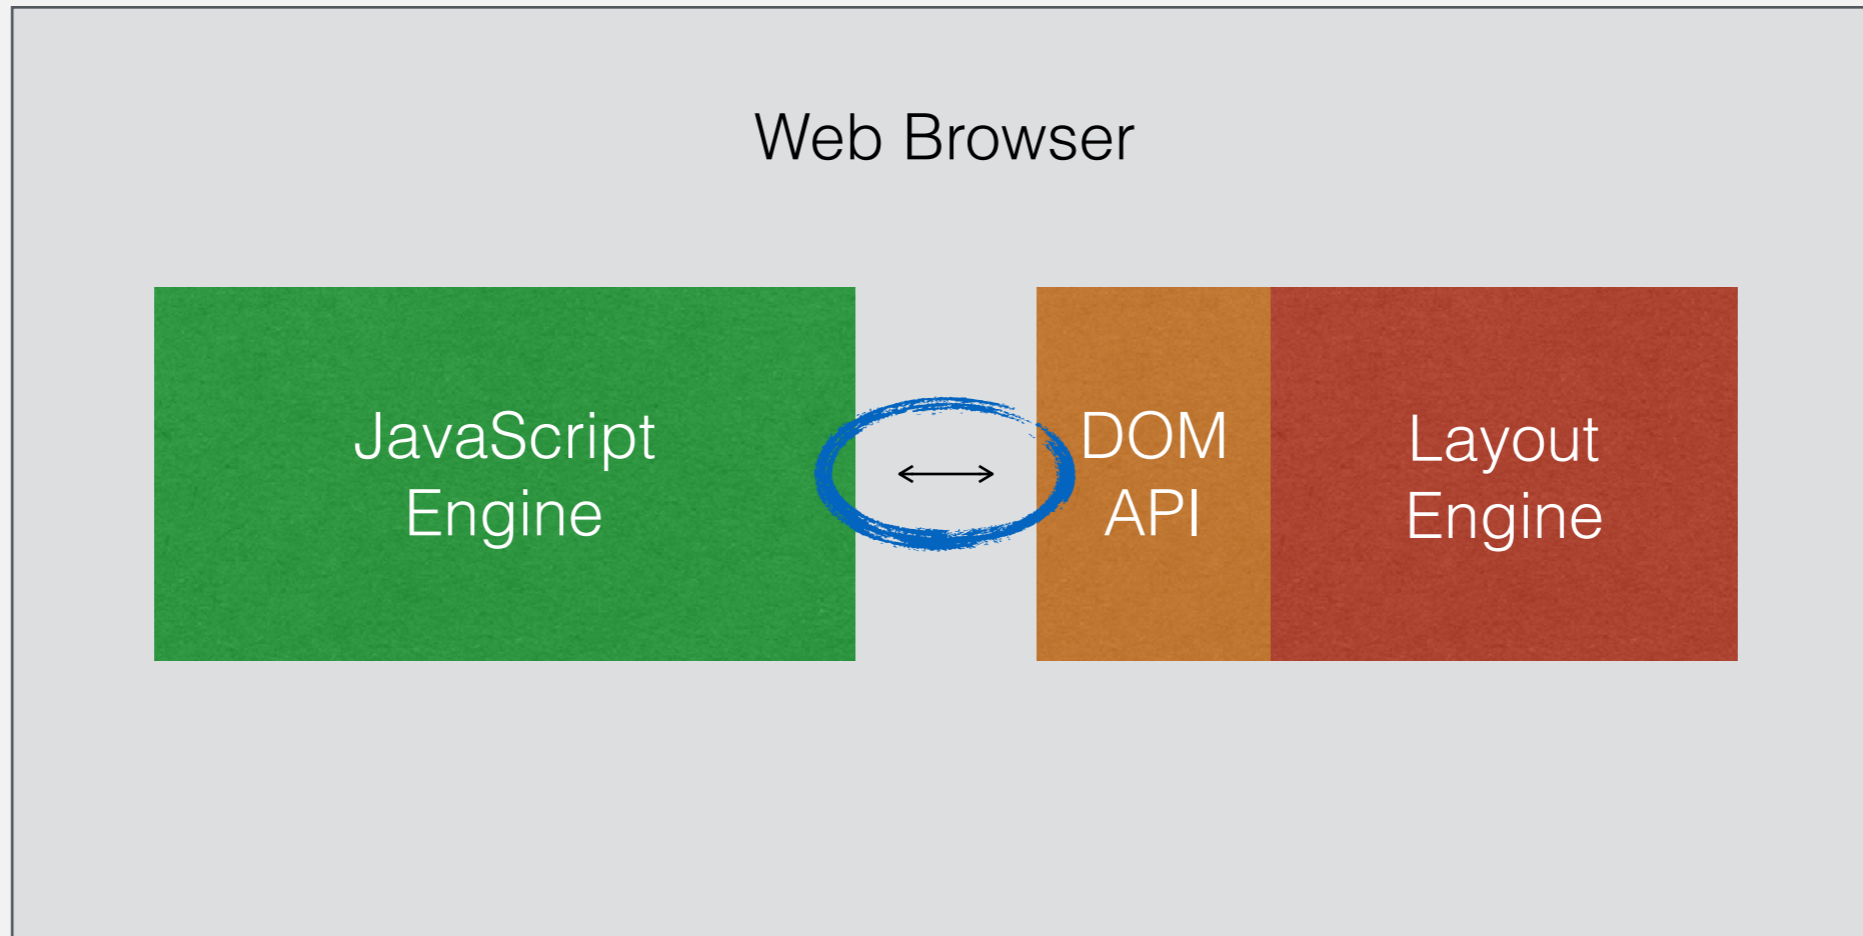 Web Browser
JavaScript
Engine
DOM
API
Layout
Engine